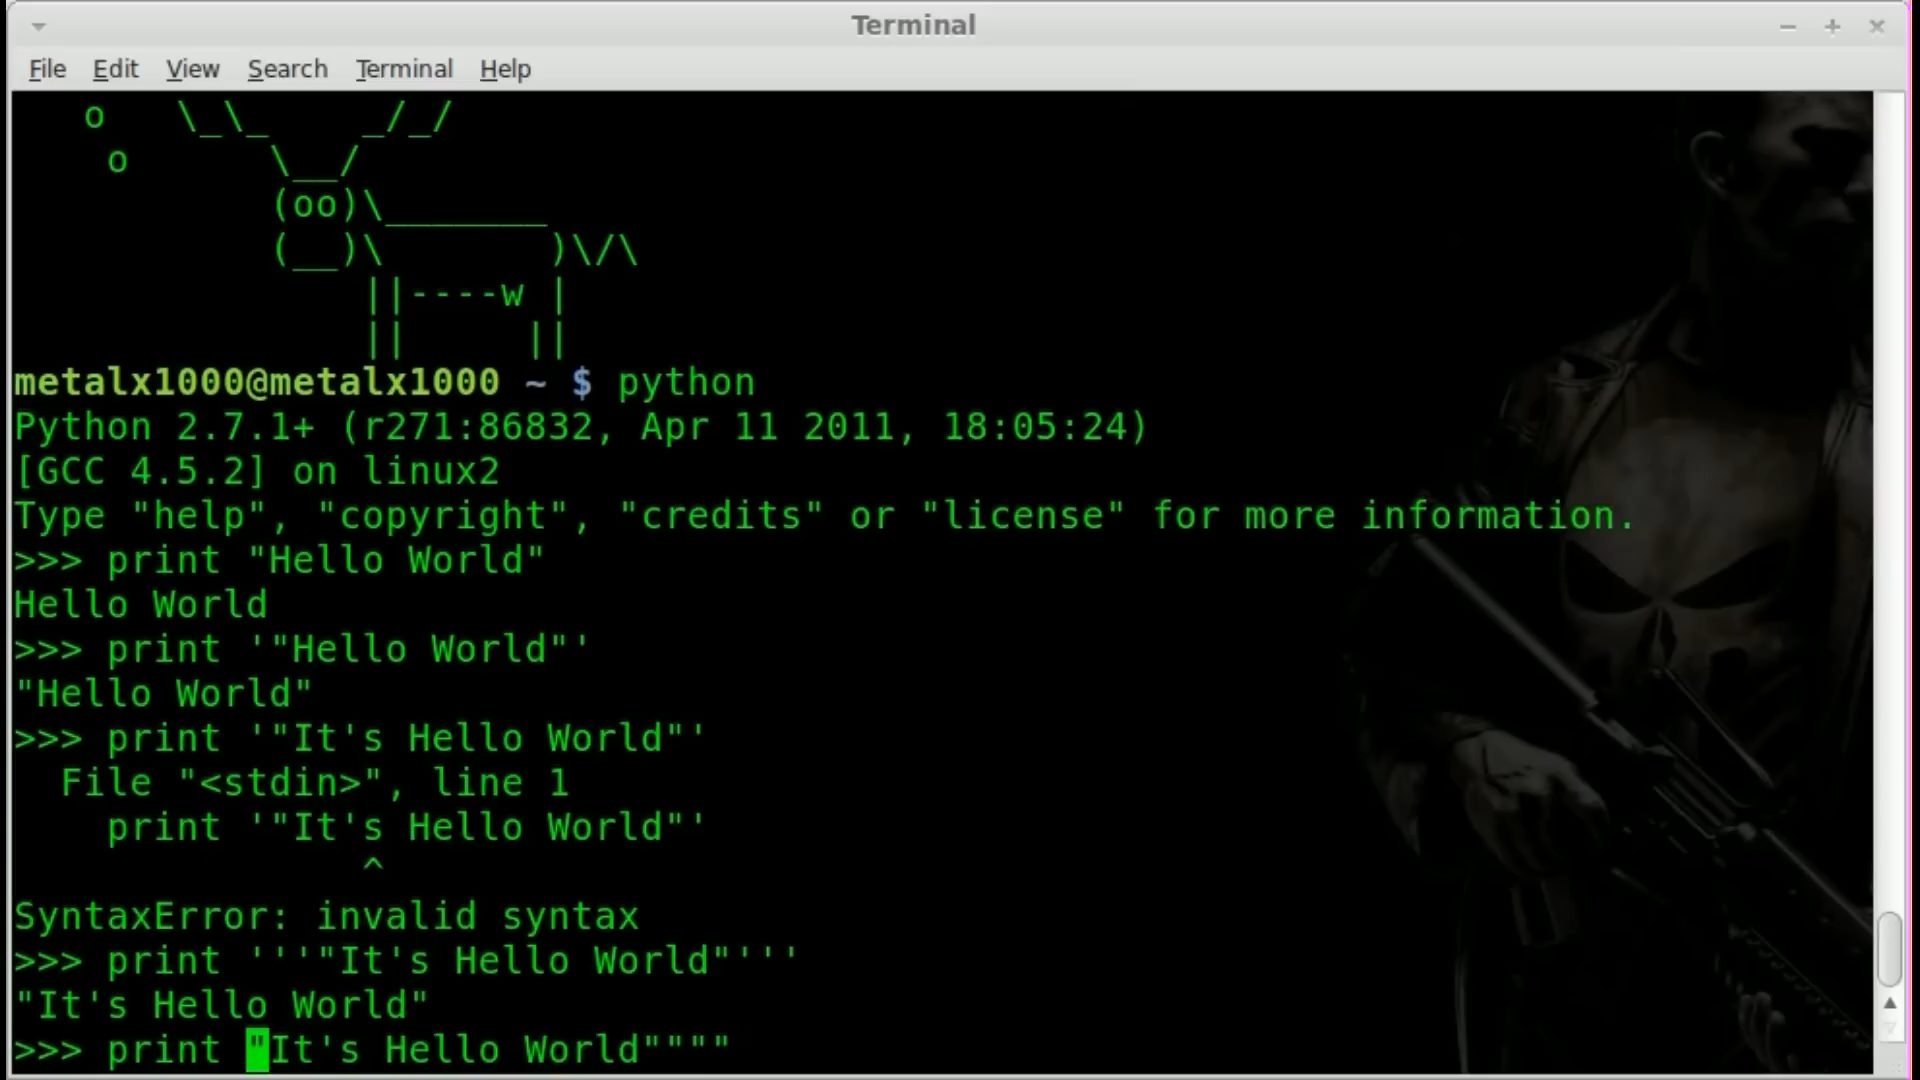 Terminal
File Edit View Search Terminal Help
    o   \_\_    _/_/
     o      \__/
            (oo)\_______
            (__)\       )\/\
                ||----w |
                ||     ||
metalx1000@metalx1000 ~ $ python
Python 2.7.1+ (r271:86832, Apr 11 2011, 18:05:24)
[GCC 4.5.2] on linux2
Type "help", "copyright", "credits" or "license" for more information.
>>> print "Hello World"
Hello World
>>> print '"Hello World"'
"Hello World"
>>> print '"It's Hello World"'
  File "<stdin>", line 1
    print '"It's Hello World"'
               ^
SyntaxError: invalid syntax
>>> print '''"It's Hello World"'''
"It's Hello World"
>>> print "It's Hello World""""